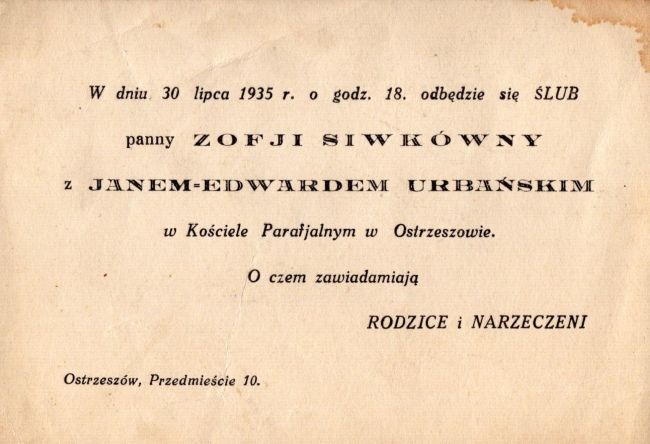 W dniu 30 lipca 1935 r. o godz. 18. odbędzie się ŚLUB
panny ZOFJI SIWKÓWNY
z JANEM-EDWARDEM URBAŃSKIM
w Kościele Parafjalnym w Ostrzeszowie.
O czem zawiadamiają
RODZICE i NARZECZENI
Ostrzeszów, Przedmieście 10.